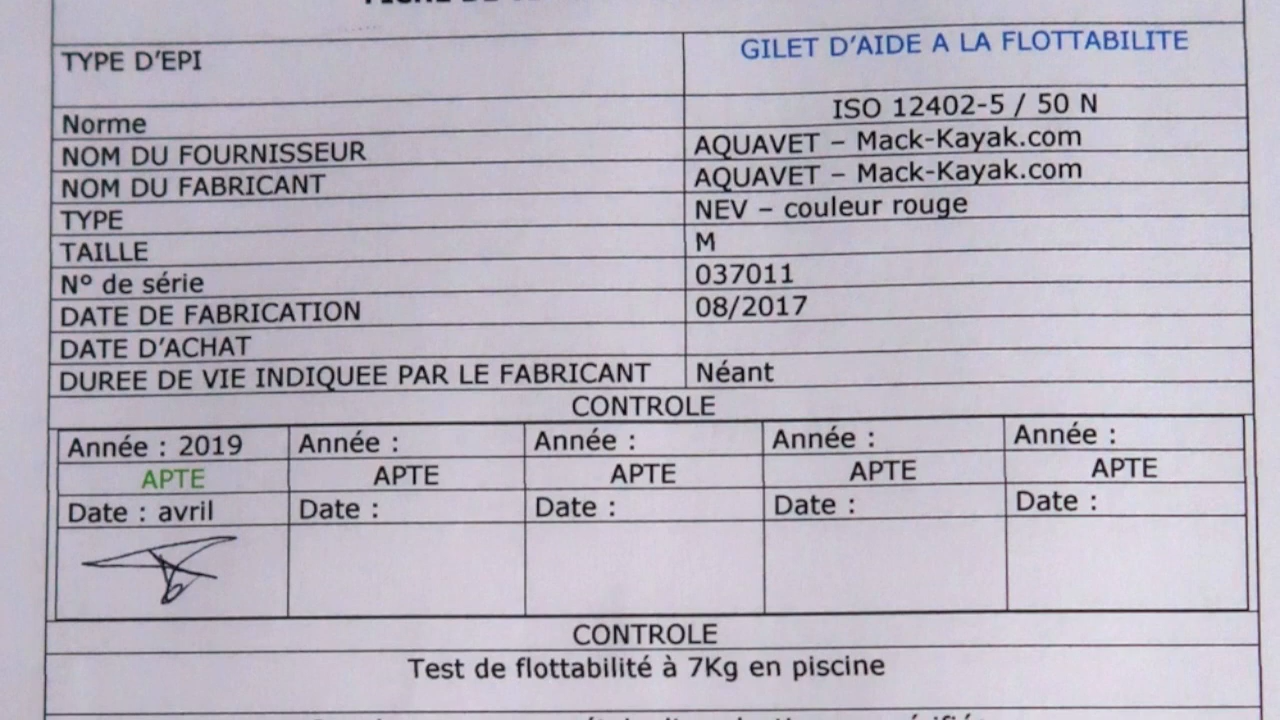 TYPE D'EPI
GILET D'AIDE A LA FLOTTABILITE
Norme
ISO 12402-5 / 50 N
NOM DU FOURNISSEUR
AQUAVET – Mack-Kayak.com
NOM DU FABRICANT
AQUAVET – Mack-Kayak.com
TYPE
NEV – couleur rouge
TAILLE
M
N° de série
037011
DATE DE FABRICATION
08/2017
DATE D'ACHAT
DUREE DE VIE INDIQUEE PAR LE FABRICANT
Néant
CONTROLE
Année : 2019
Année :
Année :
Année :
Année :
APTE
APTE
APTE
APTE
APTE
Date : avril
Date :
Date :
Date :
Date :
CONTROLE
Test de flottabilité à 7Kg en piscine